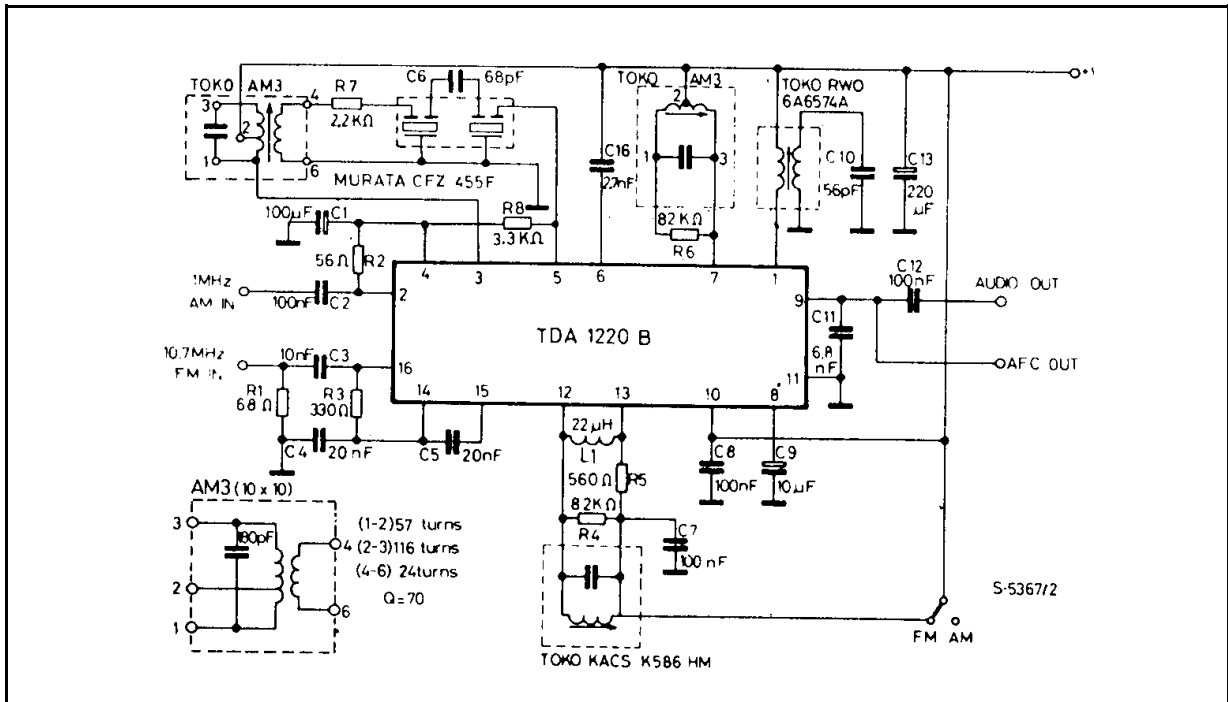 TOKO AM3
R7
2,2KΩ
C6
68pF
TOKO AM3
TOKO RWO
6A6574A
+
3
4
2
1
6
MURATA CFZ 455F
C16
2
1
3
82KΩ
R6
C10
56pF
C13
220
µF
100µF
C1
R8
3.3KΩ
56Ω
R2
4
3
5
6
7
1
1MHz
AM IN
100nF
C2
2
TDA 1220 B
9
C12
100nF
AUDIO OUT
C11
6.8
nF
11
AFC OUT
10.7MHz
FM IN
10nF
C3
16
R1
68Ω
R3
330Ω
14
15
12
13
10
8
C4
20nF
C5
20nF
22µH
L1
560Ω
R5
C8
100nF
C9
10µF
8.2KΩ
R4
C7
100nF
AM3 (10 x 10)
3
180pF
4
2
1
6
(1-2)57 turns
(2-3)116 turns
(4-6) 24turns
Q=70
S-5367/2
FM AM
TOKO KACS K586 HM